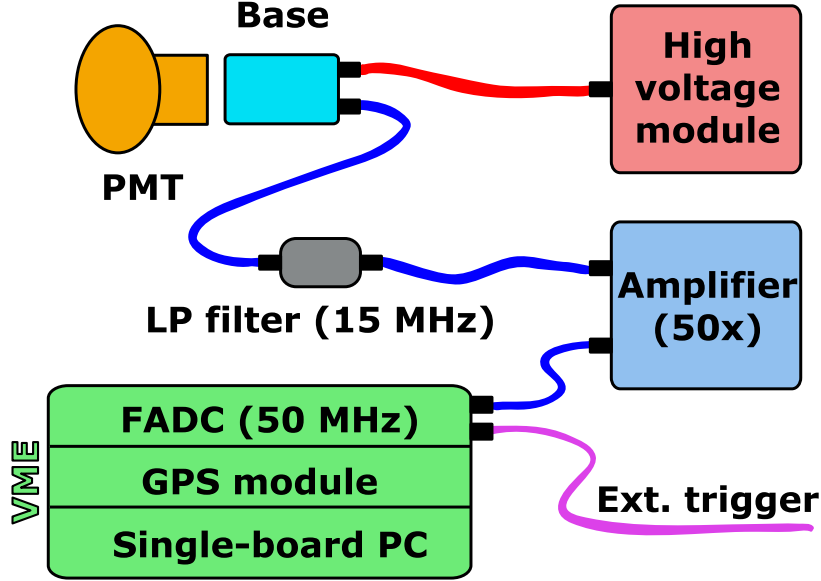 Base
High
voltage
module
PMT
LP filter (15 MHz)
Amplifier
(50x)
FADC (50 MHz)
GPS module
Single-board PC
VME
Ext. trigger